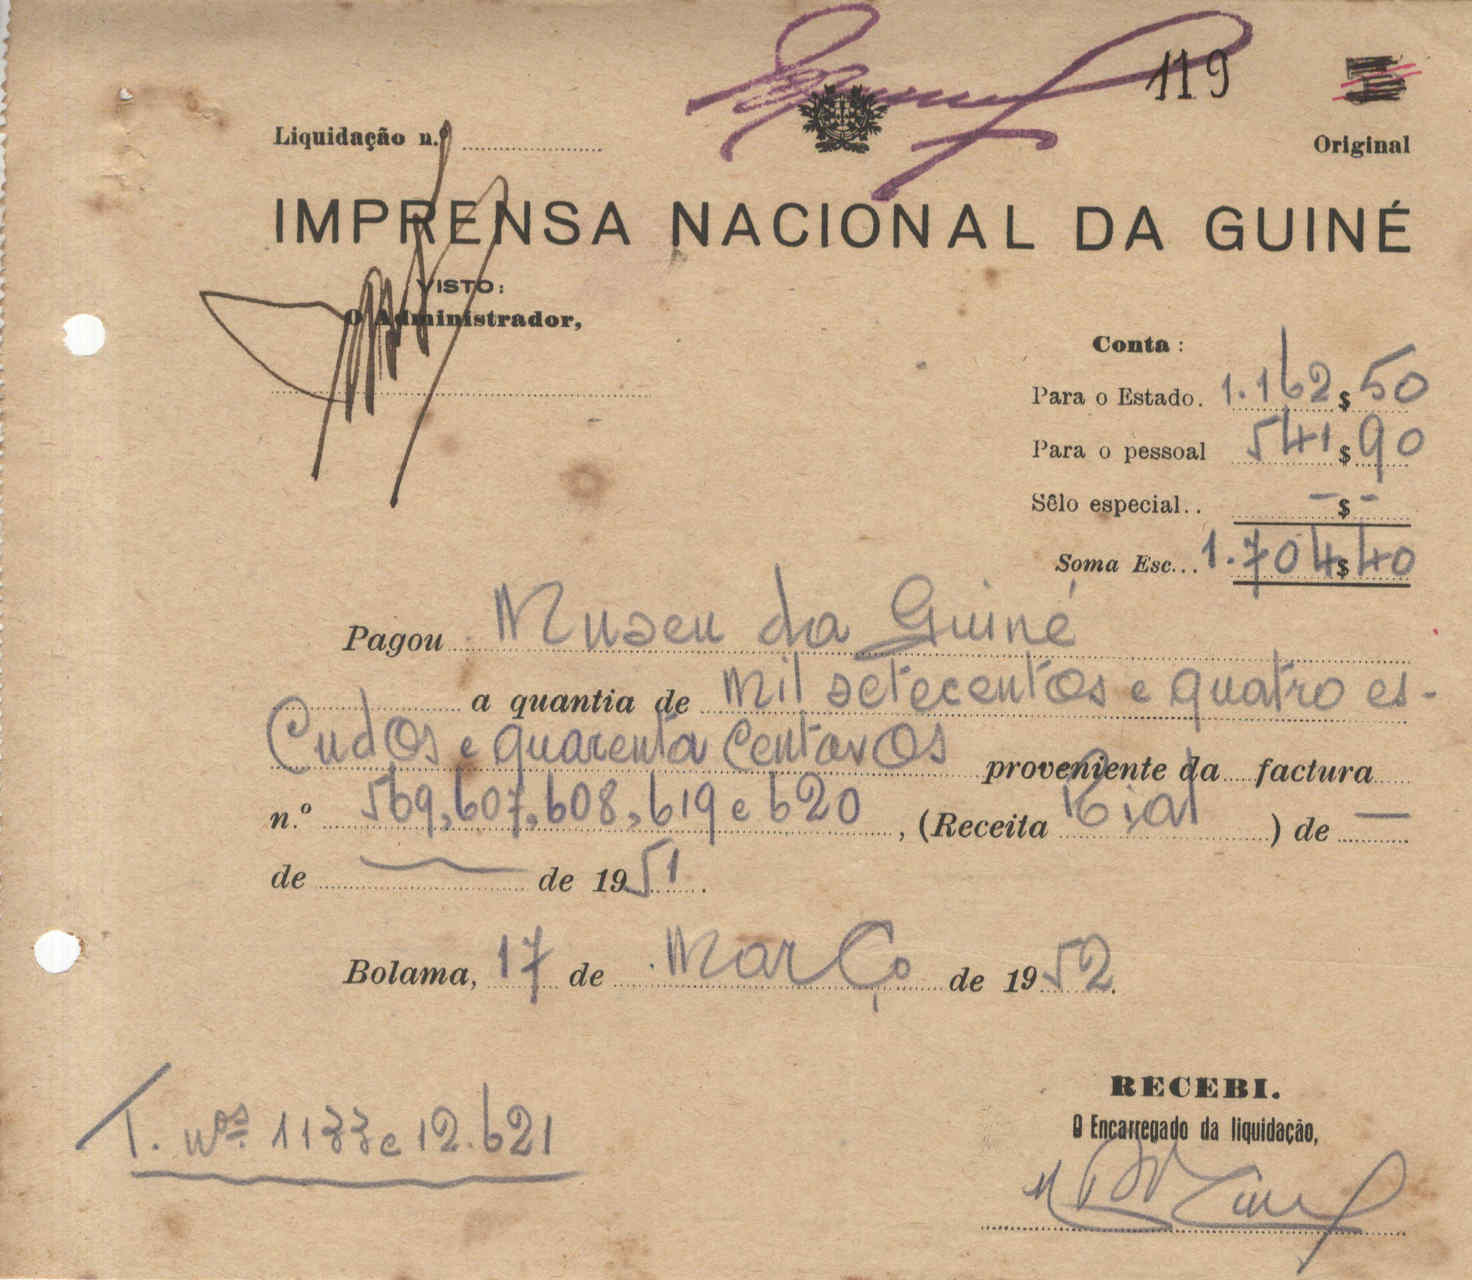 119
Liquidação n.º
Original
IMPRENSA NACIONAL DA GUINÉ
VISTO:
O Administrador,
Conta:
Para o Estado. 1.162$50
Para o pessoal 541$90
Sêlo especial.. -$-
Soma Esc... 1.704$40
Pagou Museu da Guiné
a quantia de Mil setecentos e quatro es-
cudos e quarenta centavos proveniente da factura
n.º 569, 607, 608, 619 e 620, (Receita ) de —
de — de 1951.
Bolama, 17 de Março de 1952.
RECEBI.
O Encarregado da liquidação,
T. nos 1133 e 12.621